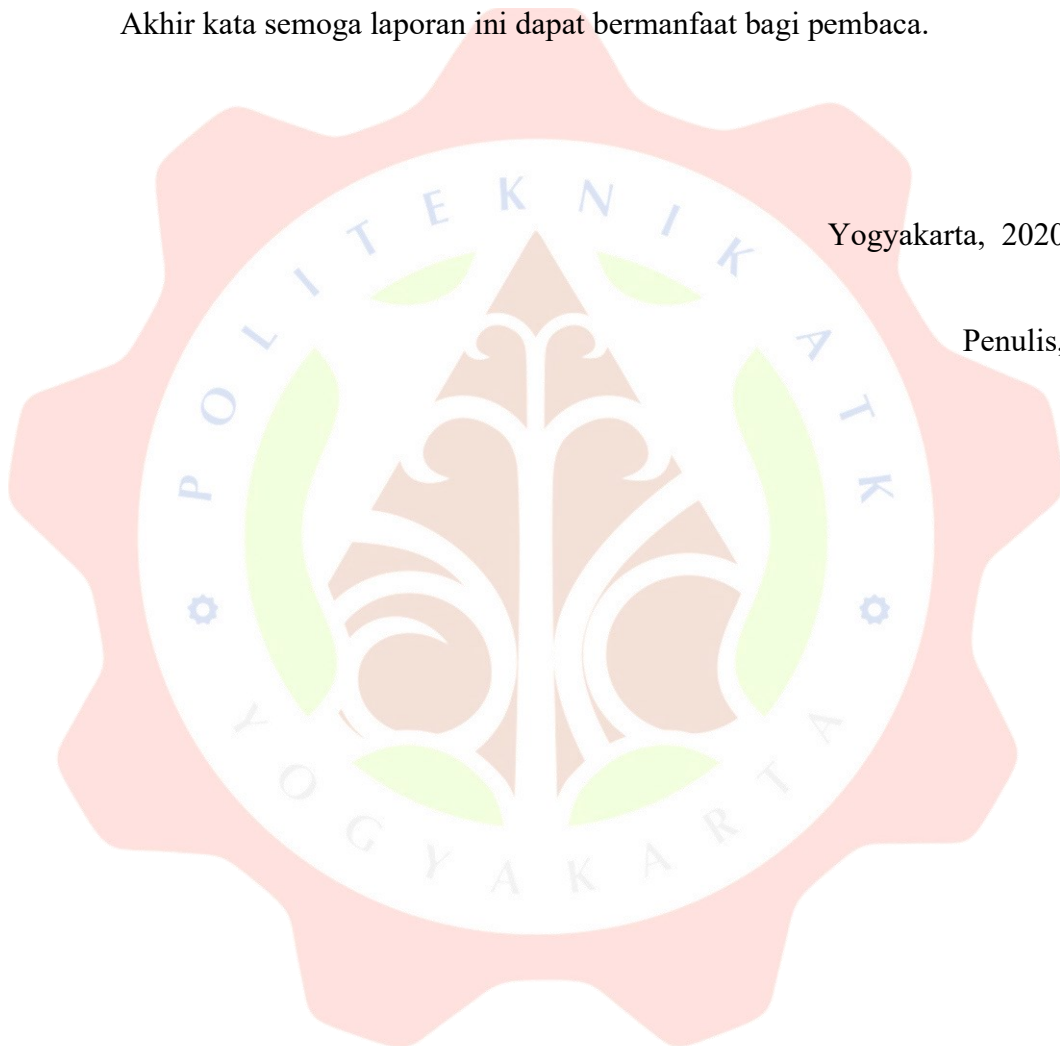 Akhir kata semoga laporan ini dapat bermanfaat bagi pembaca.
Yogyakarta, 2020
Penulis,
POLITEKNIK ATK
YOGYAKARTA